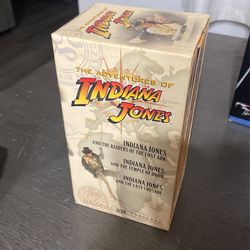 THE ADVENTURES OF
INDIANA
JONES
INDIANA JONES
AND THE RAIDERS OF THE LOST ARK
INDIANA JONES
AND THE TEMPLE OF DOOM
INDIANA JONES
AND THE LAST CRUSADE
THX